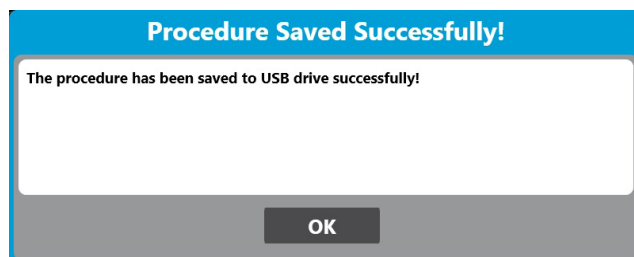 Procedure Saved Successfully!
The procedure has been saved to USB drive successfully!
OK